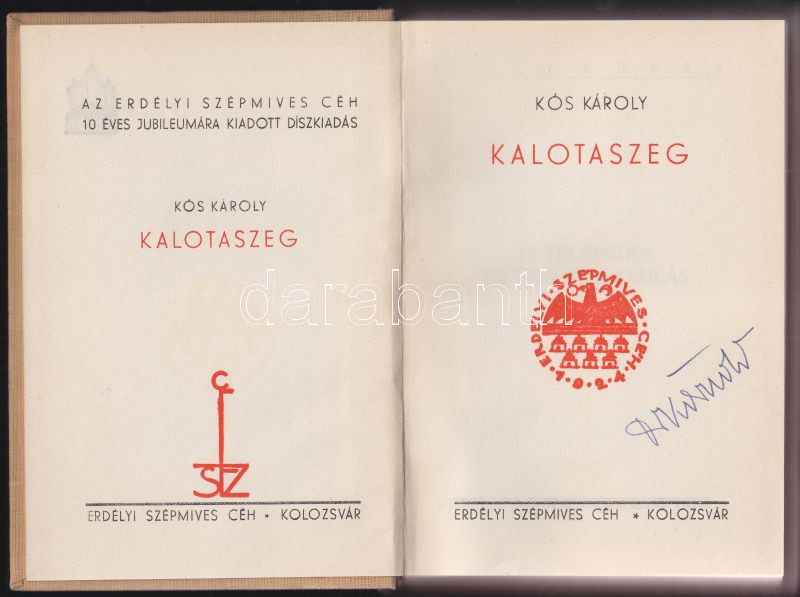 AZ ERDÉLYI SZÉPMIVES CÉH
10 ÉVES JUBILEUMÁRA KIADOTT DÍSZKIADÁS
KÓS KÁROLY
KALOTASZEG
ERDÉLYI SZÉPMIVES CÉH * KOLOZSVÁR
KÓS KÁROLY
KALOTASZEG
ERDÉLYI · SZÉPMIVES · CÉH · 1924
ERDÉLYI SZÉPMIVES CÉH * KOLOZSVÁR
darabanth